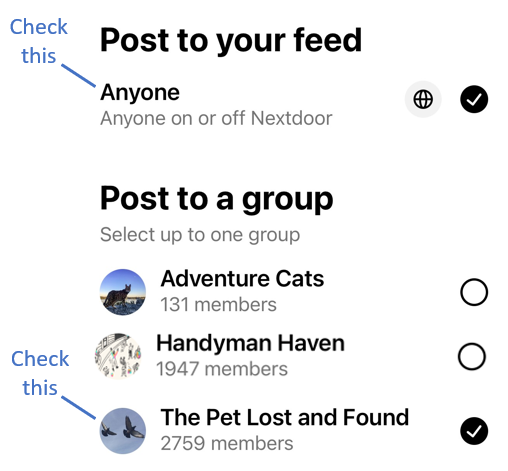 Check
this
Post to your feed
Anyone
Anyone on or off Nextdoor
Post to a group
Select up to one group
Adventure Cats
131 members
Handyman Haven
1947 members
Check
this
The Pet Lost and Found
2759 members